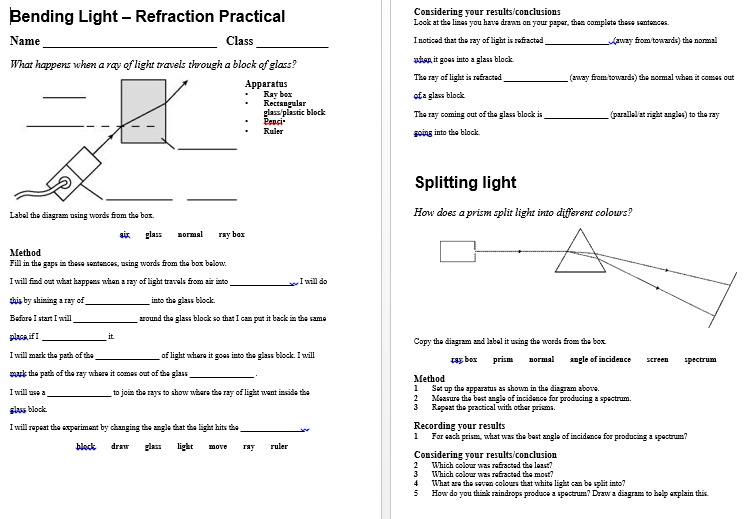 Bending Light – Refraction Practical
Name ______________________ Class __________
What happens when a ray of light travels through a block of glass?
Apparatus
• Ray box
• Rectangular
glass/plastic block
• Pencil
• Ruler
Label the diagram using words from the box.
air glass normal ray box
Method
Fill in the gaps in these sentences, using words from the box below.
I will find out what happens when a ray of light travels from air into ______________. I will do
this by shining a ray of ______________ into the glass block.
Before I start I will ______________ around the glass block so that I can put it back in the same
place if I ______________ it.
I will mark the path of the ______________ of light where it goes into the glass block. I will
mark the path of the ray where it comes out of the glass ______________.
I will use a ______________ to join the rays to show where the ray of light went inside the
glass block.
I will repeat the experiment by changing the angle that the light hits the ______________
block draw glass light move ray ruler
Considering your results/conclusions
Look at the lines you have drawn on your paper, then complete these sentences.
I noticed that the ray of light is refracted ______________ (away from/towards) the normal
when it goes into a glass block.
The ray of light is refracted ______________ (away from/towards) the normal when it comes out
of a glass block.
The ray coming out of the glass block is ______________ (parallel/at right angles) to the ray
going into the block.
Splitting light
How does a prism split light into different colours?
Copy the diagram and label it using the words from the box.
ray box prism normal angle of incidence screen spectrum
Method
1 Set up the apparatus as shown in the diagram above.
2 Measure the best angle of incidence for producing a spectrum.
3 Repeat the practical with other prisms.
Recording your results
1 For each prism, what was the best angle of incidence for producing a spectrum?
Considering your results/conclusion
2 Which colour was refracted the least?
3 Which colour was refracted the most?
4 What are the seven colours that white light can be split into?
5 How do you think raindrops produce a spectrum? Draw a diagram to help explain this.